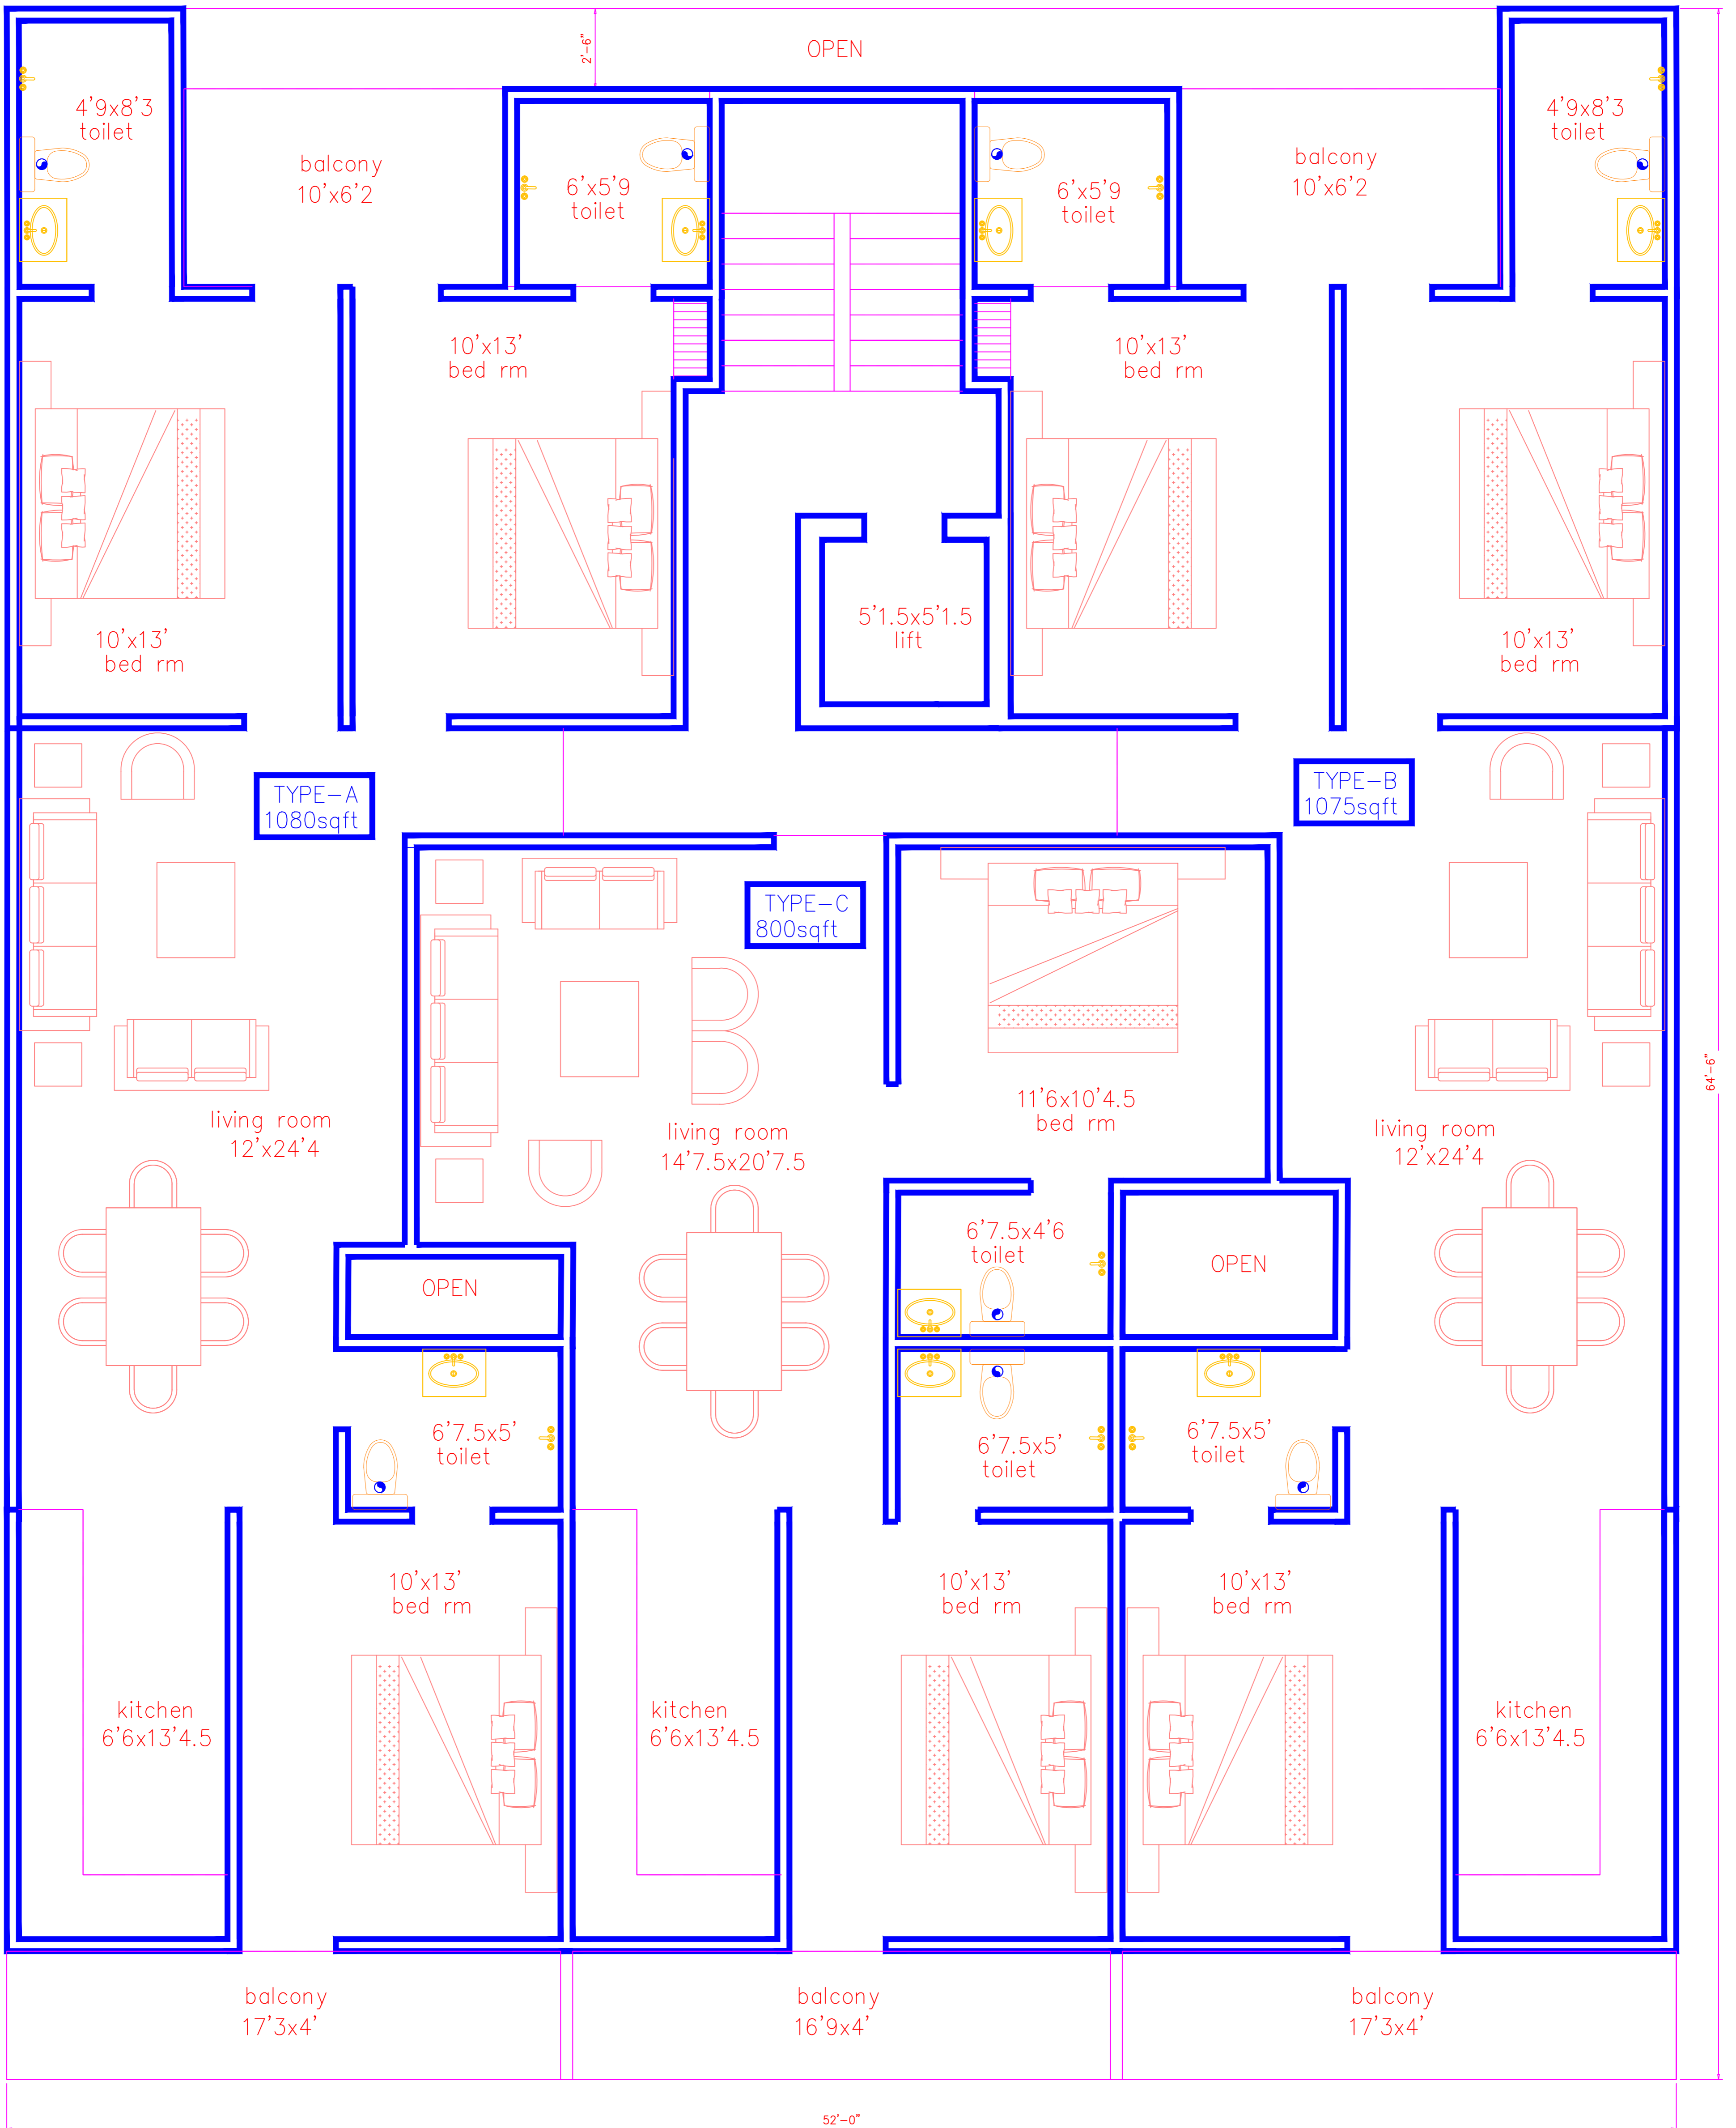 2'-6"
OPEN
4'9x8'3
toilet
balcony
10'x6'2
6'x5'9
toilet
6'x5'9
toilet
balcony
10'x6'2
4'9x8'3
toilet
10'x13'
bed rm
10'x13'
bed rm
5'1.5x5'1.5
lift
10'x13'
bed rm
10'x13'
bed rm
TYPE-A
1080sqft
TYPE-B
1075sqft
TYPE-C
800sqft
64'-6"
living room
12'x24'4
living room
14'7.5x20'7.5
11'6x10'4.5
bed rm
living room
12'x24'4
6'7.5x4'6
toilet
OPEN
OPEN
6'7.5x5'
toilet
6'7.5x5'
toilet
6'7.5x5'
toilet
10'x13'
bed rm
10'x13'
bed rm
10'x13'
bed rm
kitchen
6'6x13'4.5
kitchen
6'6x13'4.5
kitchen
6'6x13'4.5
balcony
17'3x4'
balcony
16'9x4'
balcony
17'3x4'
52'-0"